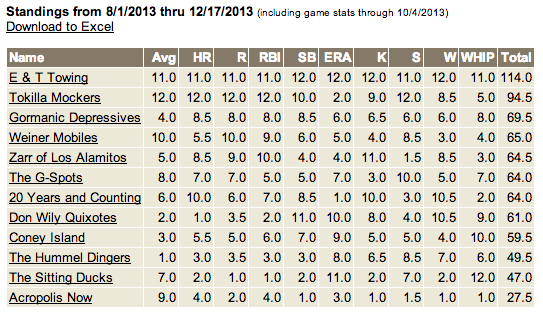 Standings from 8/1/2013 thru 12/17/2013 (including game stats through 10/4/2013)
Download to Excel
Name Avg HR R RBI SB ERA K S W WHIP Total
E & T Towing 11.0 11.0 11.0 11.0 12.0 12.0 12.0 11.0 12.0 11.0 114.0
Tokilla Mockers 12.0 12.0 12.0 12.0 10.0 2.0 9.0 12.0 8.5 5.0 94.5
Gormanic Depressives 4.0 8.5 8.0 8.0 8.5 6.0 6.5 6.0 6.0 8.0 69.5
Weiner Mobiles 10.0 5.5 10.0 9.0 6.0 5.0 4.0 8.5 3.0 4.0 65.0
Zarr of Los Alamitos 5.0 8.5 9.0 10.0 4.0 4.0 11.0 1.5 8.5 3.0 64.5
The G-Spots 8.0 7.0 7.0 5.0 5.0 7.0 3.0 10.0 5.0 7.0 64.0
20 Years and Counting 6.0 10.0 6.0 7.0 8.5 1.0 10.0 3.0 10.5 2.0 64.0
Don Wily Quixotes 2.0 1.0 3.5 2.0 11.0 10.0 8.0 4.0 10.5 9.0 61.0
Coney Island 3.0 5.5 5.0 6.0 7.0 9.0 5.0 5.0 4.0 10.0 59.5
The Hummel Dingers 1.0 3.0 3.5 3.0 3.0 8.0 6.5 8.5 7.0 6.0 49.5
The Sitting Ducks 7.0 2.0 1.0 1.0 2.0 11.0 2.0 7.0 2.0 12.0 47.0
Acropolis Now 9.0 4.0 2.0 4.0 1.0 3.0 1.0 1.5 1.0 1.0 27.5